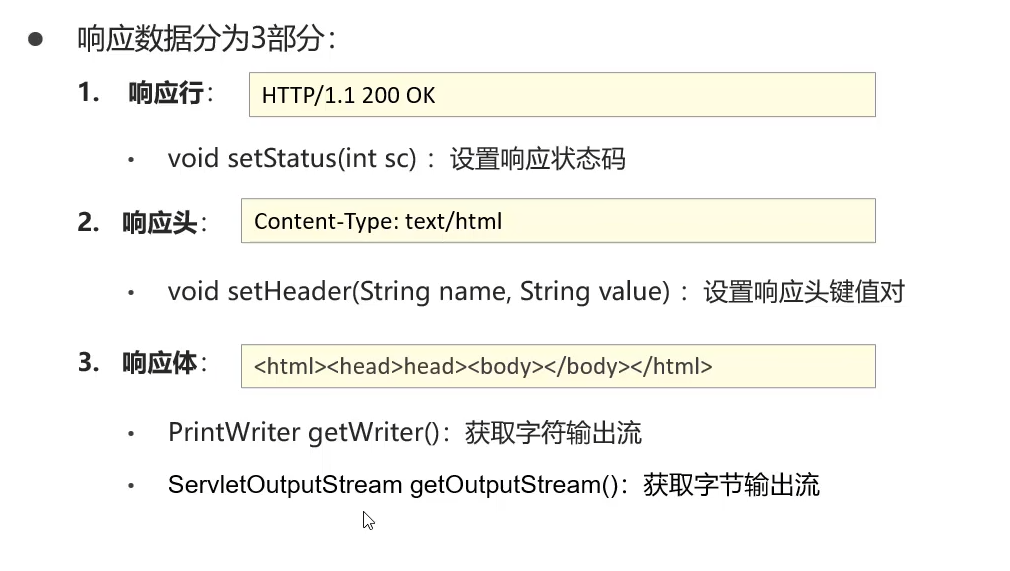 ● 响应数据分为3部分：
1. 响应行： HTTP/1.1 200 OK
• void setStatus(int sc) ：设置响应状态码
2. 响应头： Content-Type: text/html
• void setHeader(String name, String value) ：设置响应头键值对
3. 响应体： <html><head>head><body></body></html>
• PrintWriter getWriter()：获取字符输出流
• ServletOutputStream getOutputStream()：获取字节输出流